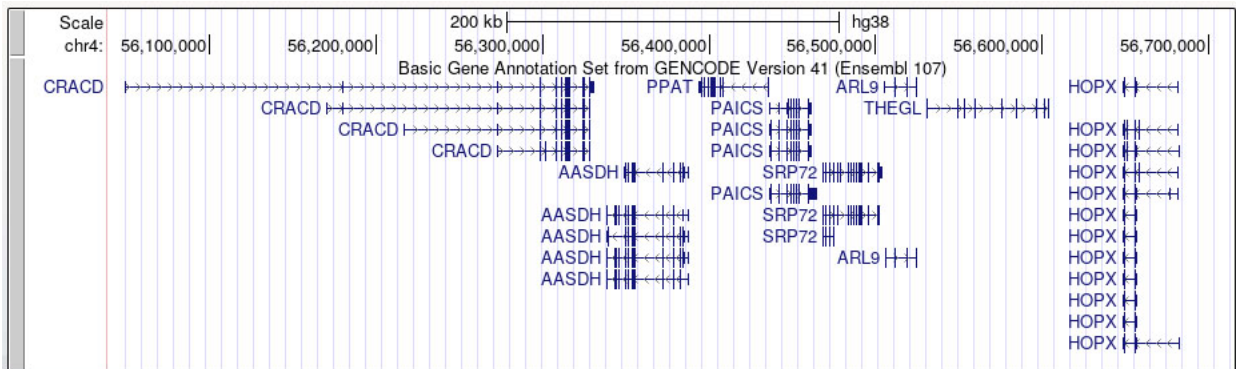 Scale 200 kb hg38
chr4: 56,100,000 56,200,000 56,300,000 56,400,000 56,500,000 56,600,000 56,700,000
Basic Gene Annotation Set from GENCODE Version 41 (Ensembl 107)
CRACD PPAT ARL9 HOPX
CRACD PAICS THEGL
CRACD PAICS HOPX
CRACD PAICS HOPX
AASDH SRP72 HOPX
PAICS HOPX
AASDH SRP72 HOPX
AASDH SRP72 HOPX
AASDH ARL9 HOPX
AASDH HOPX
HOPX
HOPX
HOPX